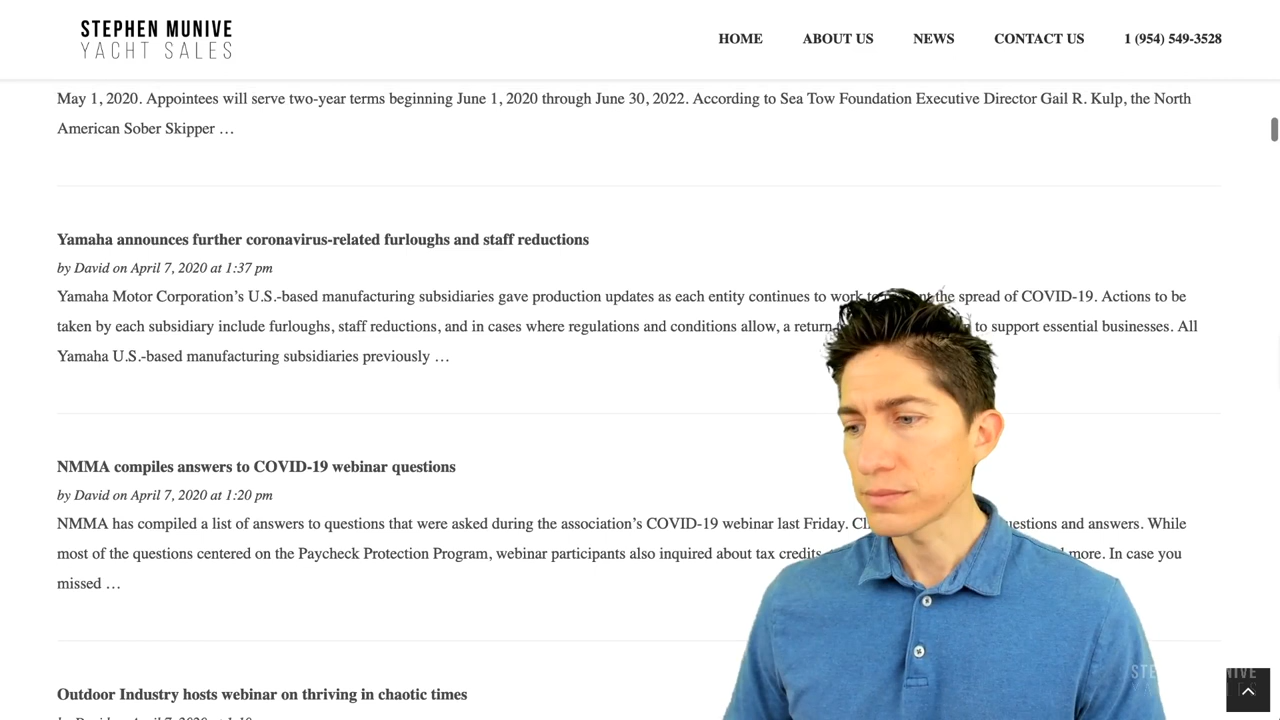 STEPHEN MUNIVE
YACHT SALES
HOME ABOUT US NEWS CONTACT US 1 (954) 549-3528
May 1, 2020. Appointees will serve two-year terms beginning June 1, 2020 through June 30, 2022. According to Sea Tow Foundation Executive Director Gail R. Kulp, the North
American Sober Skipper …
Yamaha announces further coronavirus-related furloughs and staff reductions
by David on April 7, 2020 at 1:37 pm
Yamaha Motor Corporation’s U.S.-based manufacturing subsidiaries gave production updates as each entity continues to work the spread of COVID-19. Actions to be
taken by each subsidiary include furloughs, staff reductions, and in cases where regulations and conditions allow, a return to support essential businesses. All
Yamaha U.S.-based manufacturing subsidiaries previously …
NMMA compiles answers to COVID-19 webinar questions
by David on April 7, 2020 at 1:20 pm
NMMA has compiled a list of answers to questions that were asked during the association’s COVID-19 webinar last Friday. and answers. While
most of the questions centered on the Paycheck Protection Program, webinar participants also inquired about tax credits more. In case you
missed …
Outdoor Industry hosts webinar on thriving in chaotic times